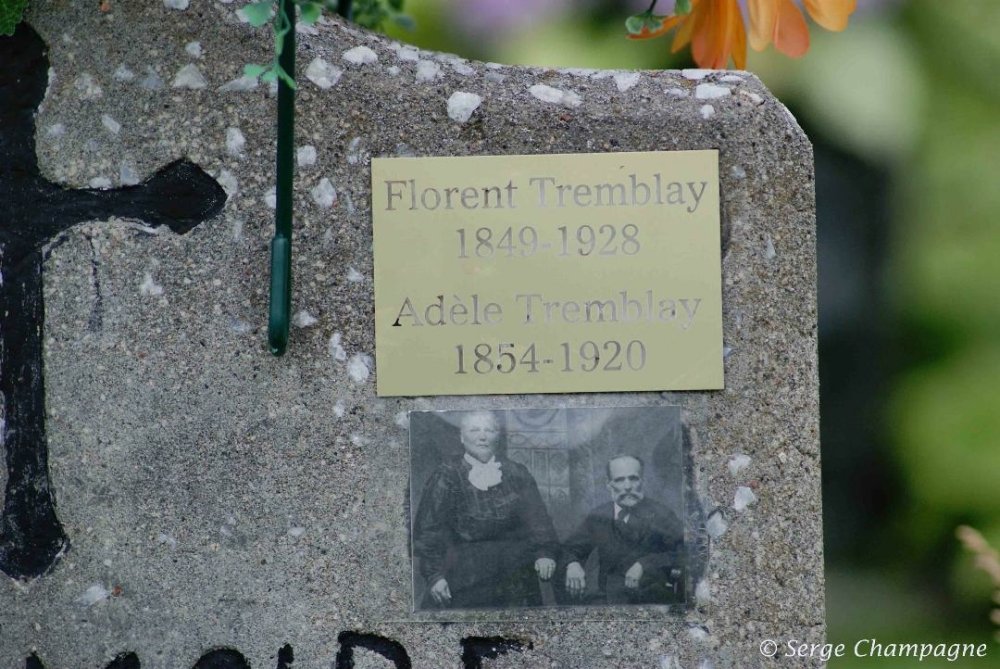 Florent Tremblay
1849-1928
Adèle Tremblay
1854-1920
© Serge Champagne